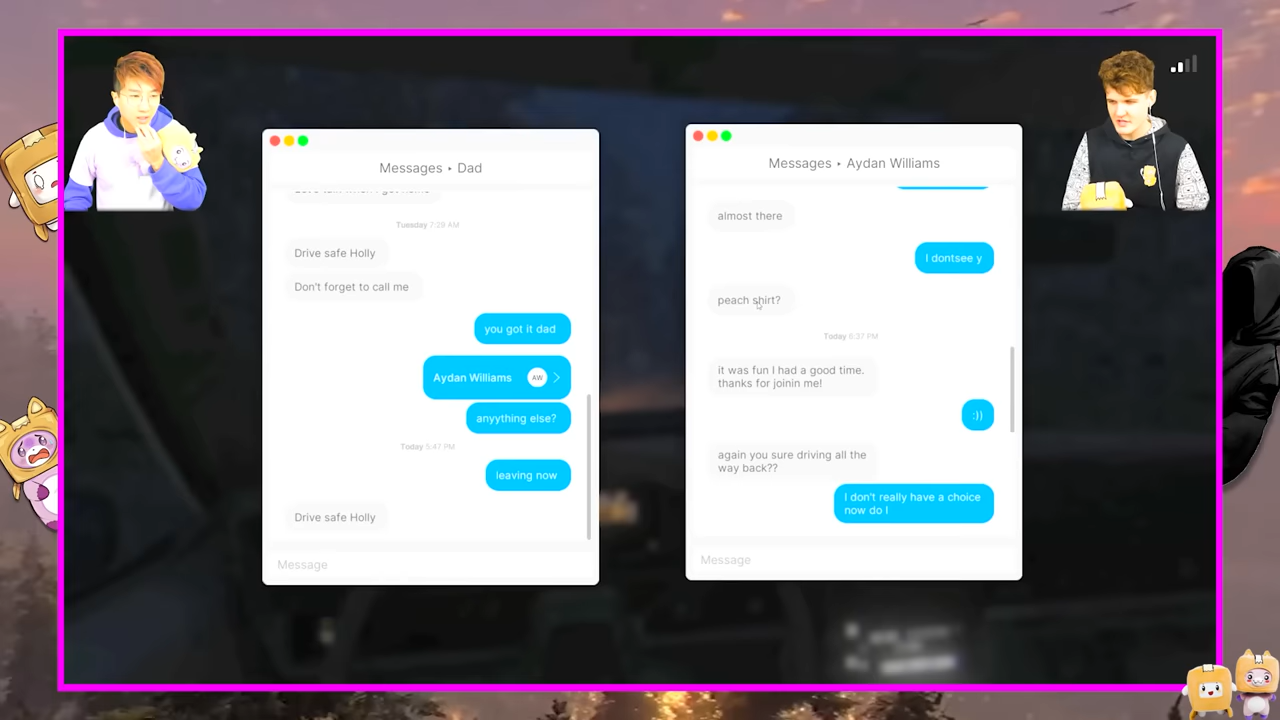 Messages ‣ Dad
Tuesday 7:29 AM
Drive safe Holly
Don't forget to call me
you got it dad
Aydan Williams AW
anyything else?
Today 5:47 PM
leaving now
Drive safe Holly
Message
Messages ‣ Aydan Williams
almost there
I dontsee y
peach shirt?
Today 6:37 PM
it was fun I had a good time.
thanks for joinin me!
:))
again you sure driving all the
way back??
I don't really have a choice
now do I
Message